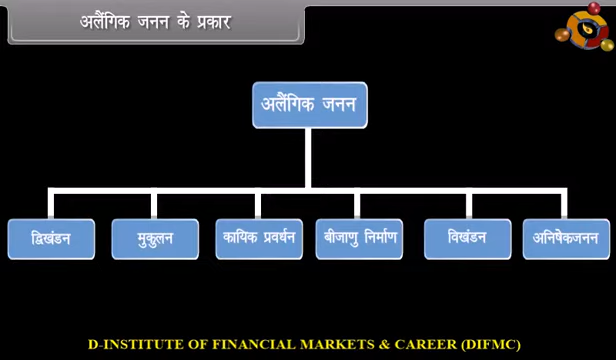 अलैंगिक जनन के प्रकार
अलैंगिक जनन
द्विखंडन
मुकुलन
कायिक प्रवर्धन
बीजाणु निर्माण
विखंडन
अनिषेकजनन
D-INSTITUTE OF FINANCIAL MARKETS & CAREER (DIFMC)